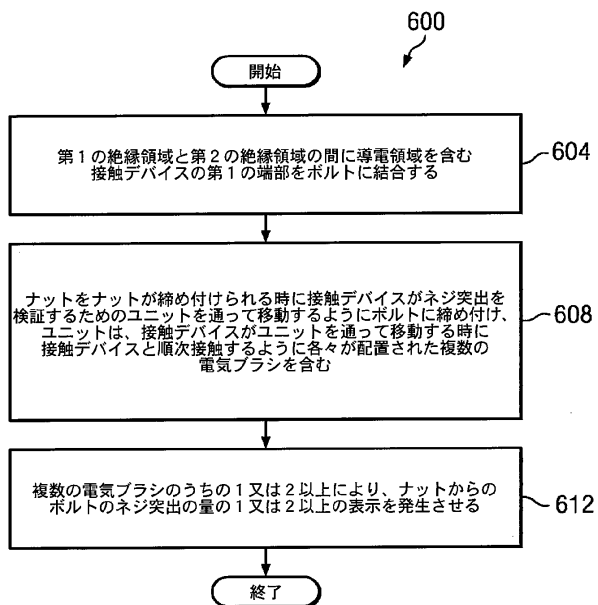 600
開始
第1の絶縁領域と第2の絶縁領域の間に導電領域を含む
接触デバイスの第1の端部をボルトに結合する
604
ナットをナットが締め付けられる時に接触デバイスがネジ突出を
検証するためのユニットを通って移動するようにボルトに締め付け、
ユニットは、接触デバイスがユニットを通って移動する時に
接触デバイスと順次接触するように各々が配置された複数の
電気ブラシを含む
608
複数の電気ブラシのうちの1又は2以上により、ナットからの
ボルトのネジ突出の量の1又は2以上の表示を発生させる
612
終了